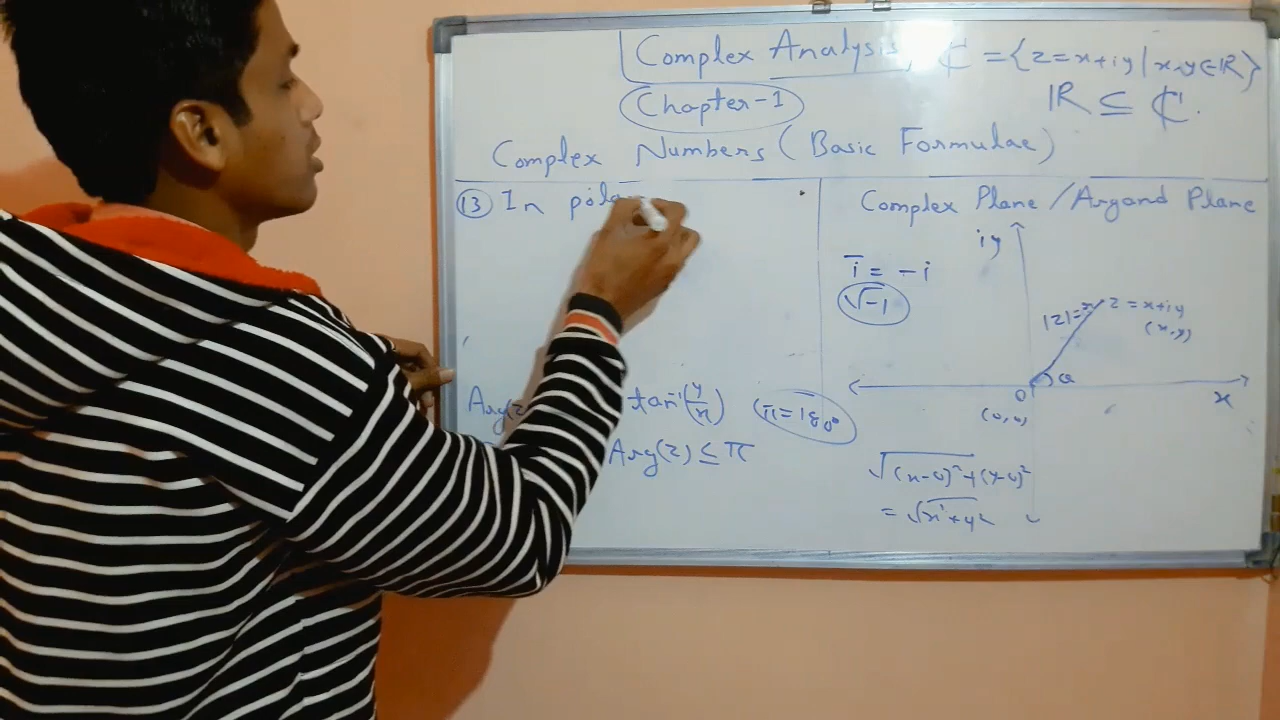 Complex Analysis, ℂ = {z = x+iy | x,y ∈ ℝ}
Chapter-1
ℝ ⊆ ℂ.
Complex Numbers (Basic Formulae)
(13) In pola
Arg(z
tan⁻¹(y/x)
(π = 180°
Arg(z) ≤ π
Complex Plane / Argand Plane
iy
i̅ = -i
√-1
|z| =
z = x+iy
(x,y)
0
x
(0,0)
√(x-0)²+(y-0)²
= √x²+y²